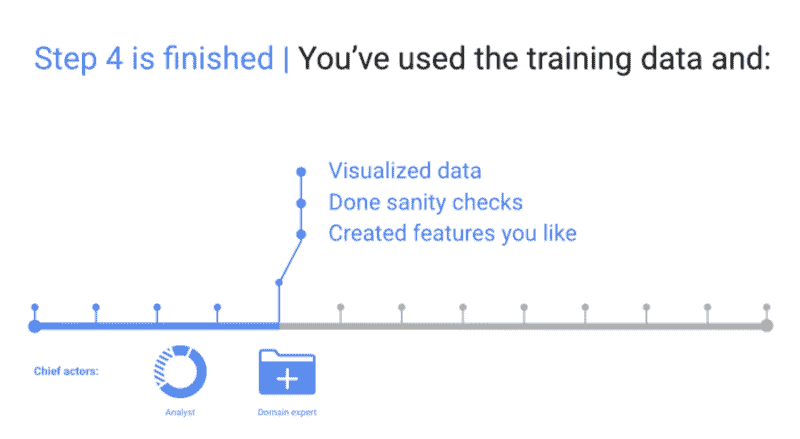 Step 4 is finished | You’ve used the training data and:
Visualized data
Done sanity checks
Created features you like
Chief actors:
Analyst
Domain expert